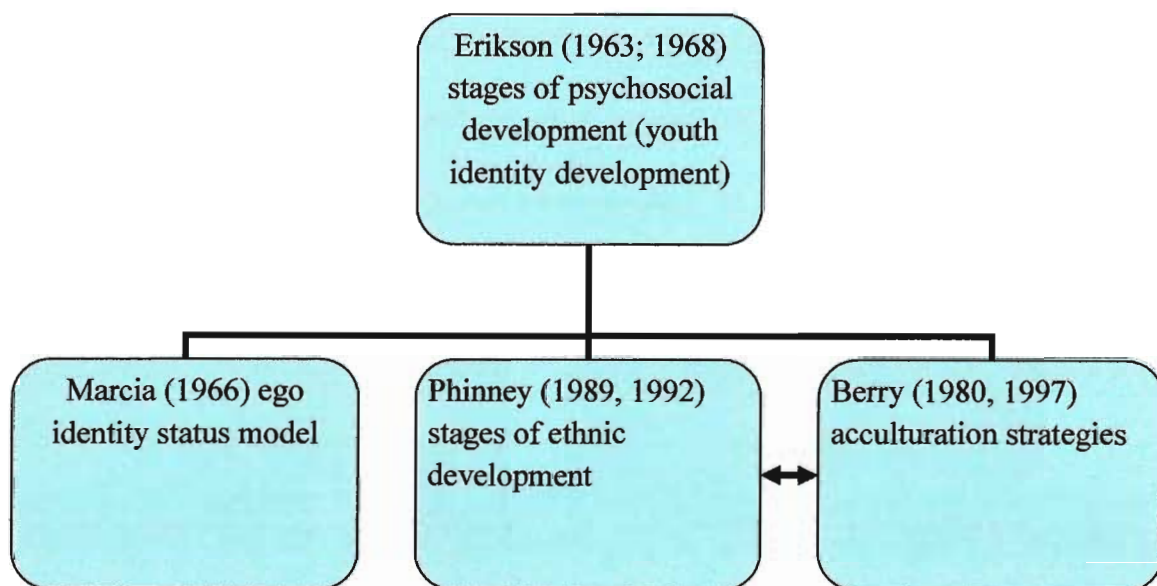 Erikson (1963; 1968)
stages of psychosocial
development (youth
identity development)
Marcia (1966) ego
identity status model
Phinney (1989, 1992)
stages of ethnic
development
Berry (1980, 1997)
acculturation strategies